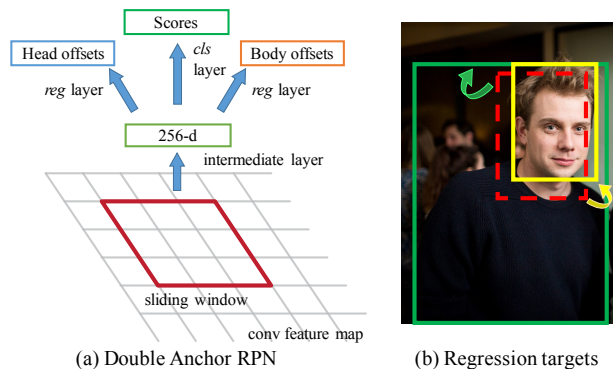 Scores
Head offsets
cls
layer
Body offsets
reg layer
reg layer
256-d
intermediate layer
sliding window
conv feature map
(a) Double Anchor RPN
(b) Regression targets